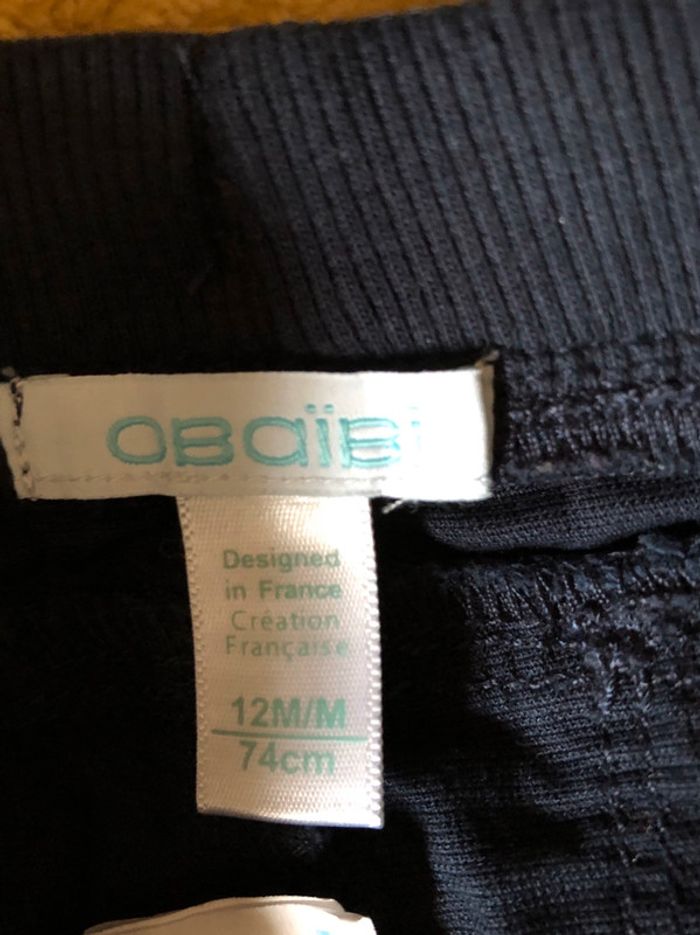 OBaïBi
Designed
in France
Création
Française
12M/M
74cm